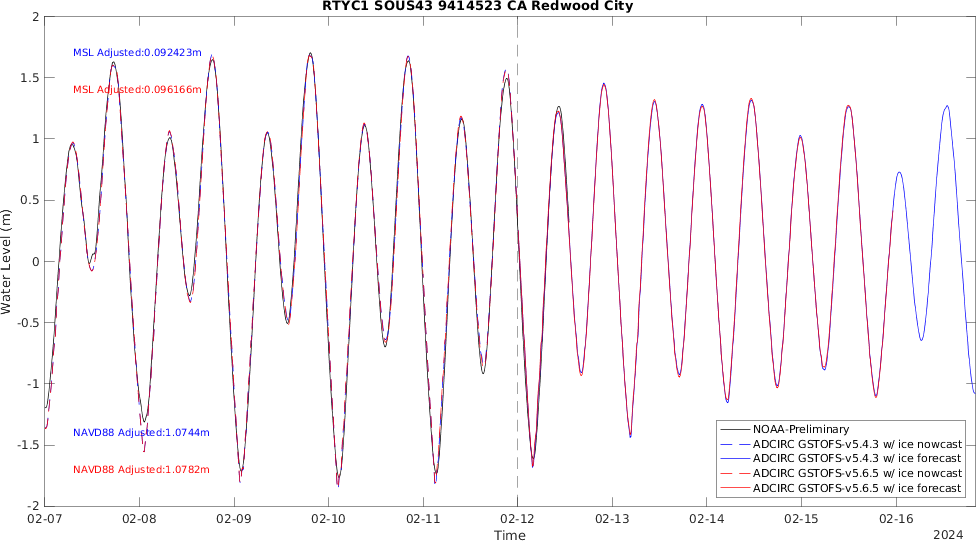 RTYC1 SOUS43 9414523 CA Redwood City
2
1.5
1
0.5
0
-0.5
-1
-1.5
-2
Water Level (m)
MSL Adjusted:0.092423m
MSL Adjusted:0.096166m
NAVD88 Adjusted:1.0744m
NAVD88 Adjusted:1.0782m
NOAA-Preliminary
ADCIRC GSTOFS-v5.4.3 w/ ice nowcast
ADCIRC GSTOFS-v5.4.3 w/ ice forecast
ADCIRC GSTOFS-v5.6.5 w/ ice nowcast
ADCIRC GSTOFS-v5.6.5 w/ ice forecast
02-07 02-08 02-09 02-10 02-11 02-12 02-13 02-14 02-15 02-16
Time
2024